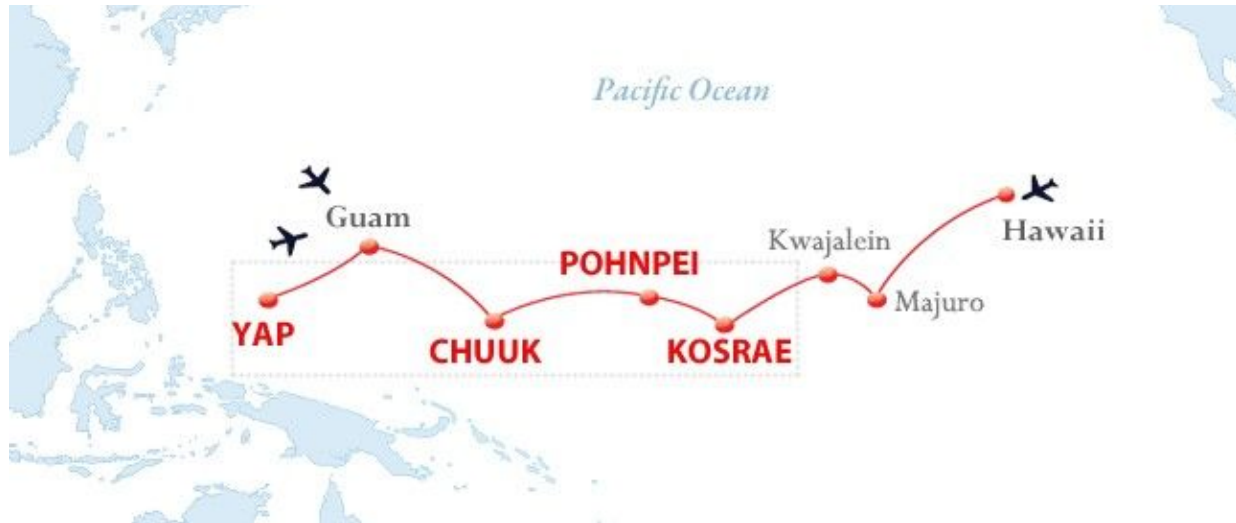 Pacific Ocean
Guam
Hawaii
Kwajalein
POHNPEI
Majuro
YAP
CHUUK
KOSRAE